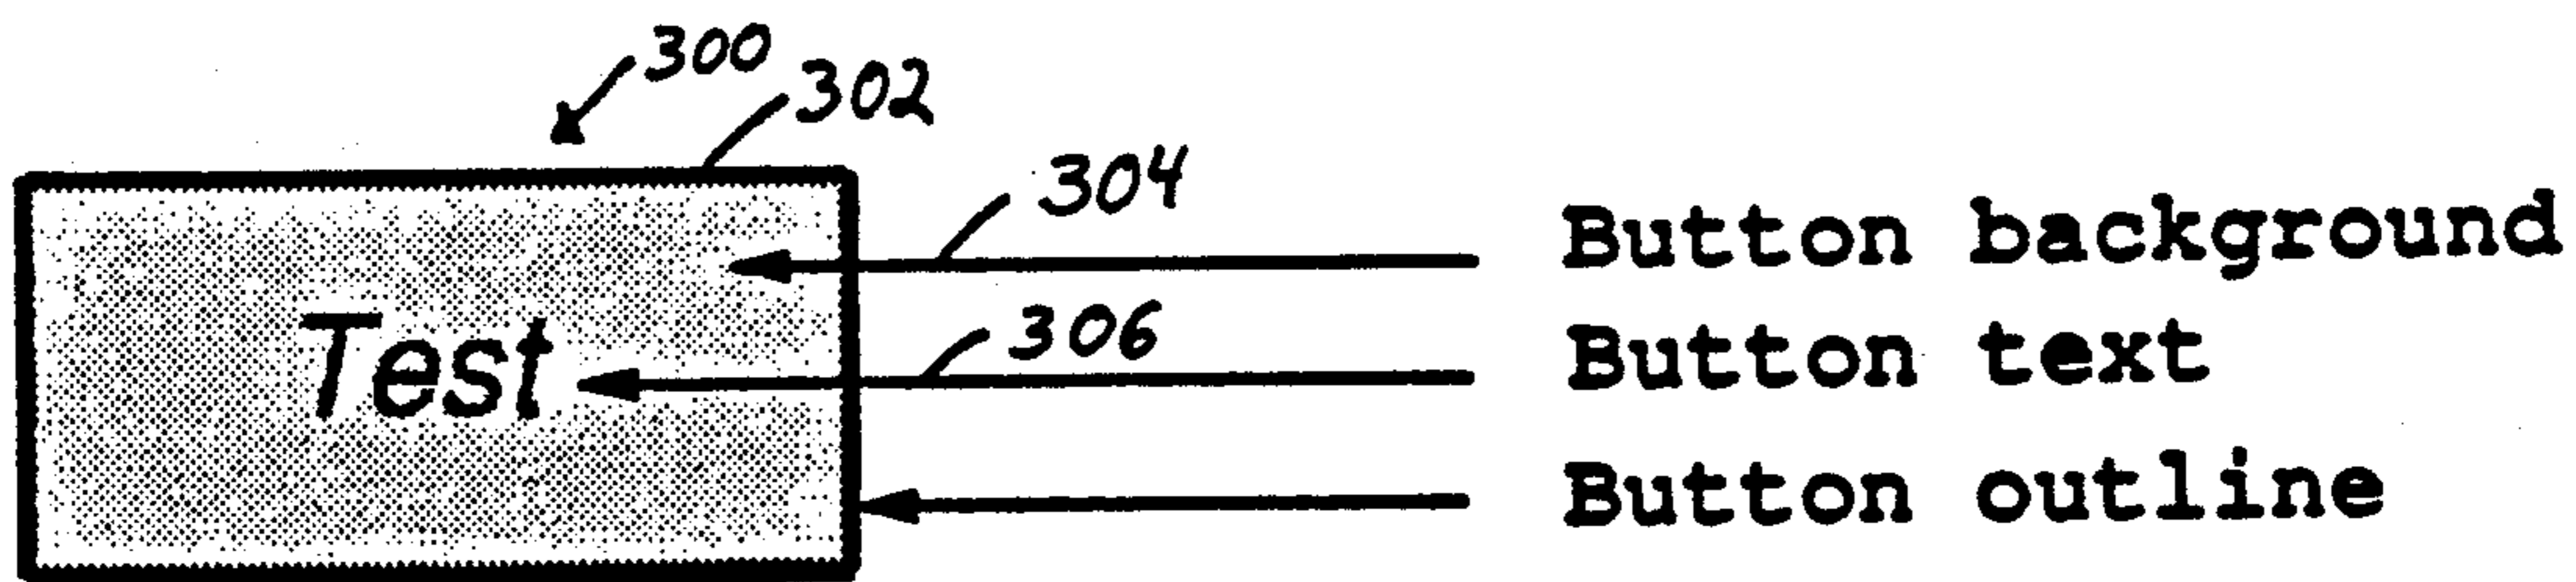 300
302
304
Button background
Test
306
Button text
Button outline